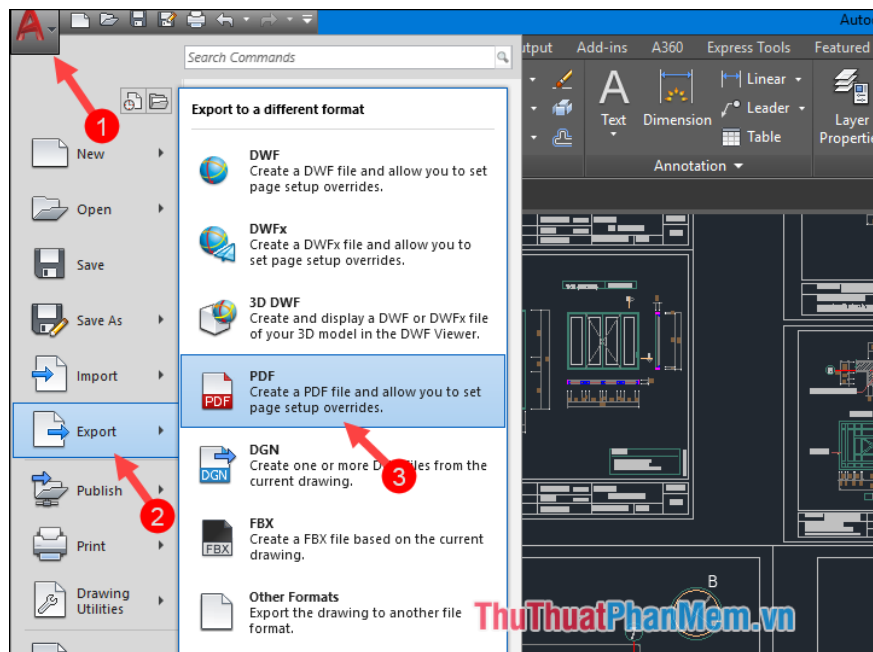 Auto
Search Commands
tput Add-ins A360 Express Tools Featured
Export to a different format
1
New
Open
Save
Save As
Import
Export
2
Publish
Print
Drawing
Utilities
DWF
Create a DWF file and allow you to set
page setup overrides.
DWFx
Create a DWFx file and allow you to
set page setup overrides.
3D DWF
Create and display a DWF or DWFx file
of your 3D model in the DWF Viewer.
PDF
PDF
Create a PDF file and allow you to set
page setup overrides.
DGN
DGN
Create one or more D files from the
current drawing.
3
FBX
FBX
Create a FBX file based on the current
drawing.
Other Formats
Export the drawing to another file
format.
A
Text
Dimension
Linear
Leader
Table
Layer
Properti
Annotation
B
ThuThuatPhanMem.vn